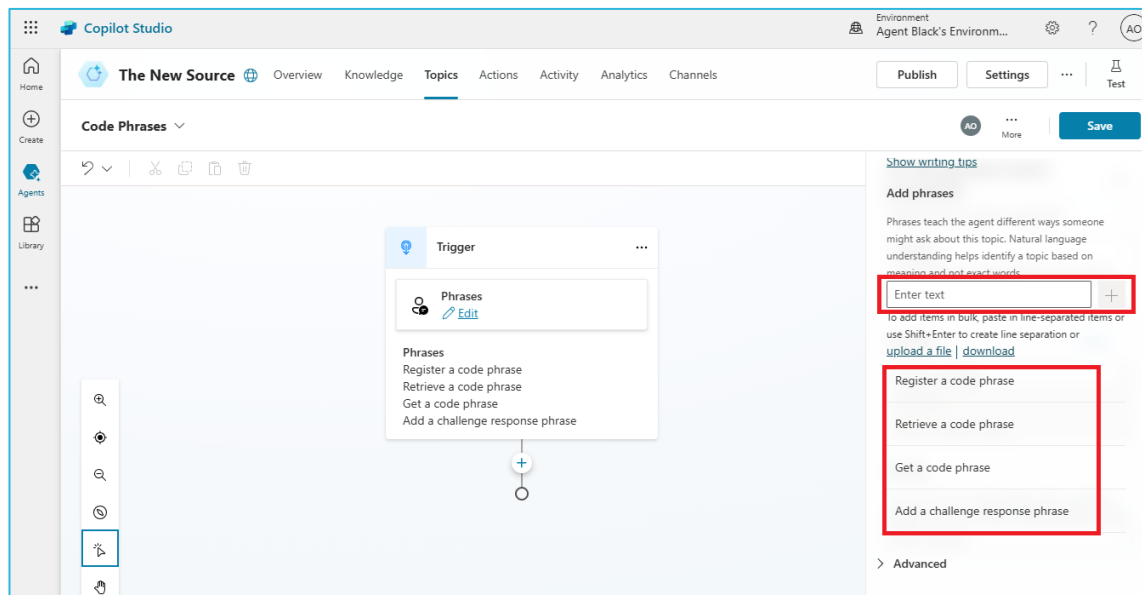 Copilot Studio
Environment
Agent Black's Environm...
AO
Home
Create
Agents
Library
The New Source
Overview
Knowledge
Topics
Actions
Activity
Analytics
Channels
Publish
Settings
Test
Code Phrases
AO
More
Save
Trigger
Phrases
Edit
Phrases
Register a code phrase
Retrieve a code phrase
Get a code phrase
Add a challenge response phrase
Show writing tips
Add phrases
Phrases teach the agent different ways someone
might ask about this topic. Natural language
understanding helps identify a topic based on
meaning and not exact words.
Enter text
To add items in bulk, paste in line-separated items or
use Shift+Enter to create line separation or
upload a file | download
Register a code phrase
Retrieve a code phrase
Get a code phrase
Add a challenge response phrase
Advanced